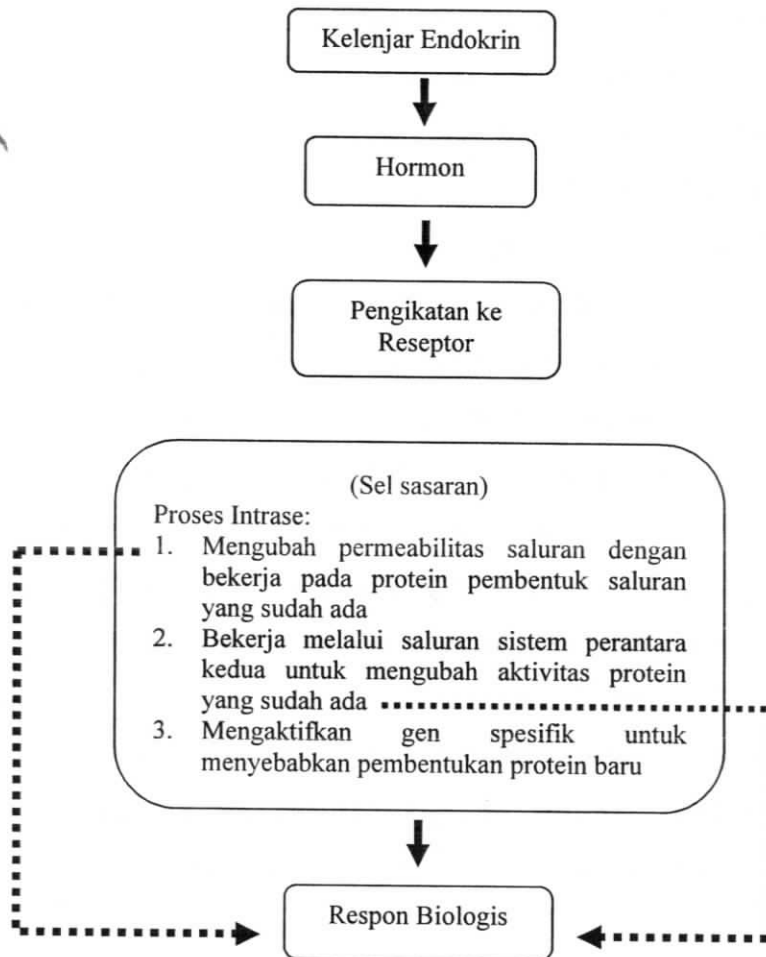 Kelenjar Endokrin
Hormon
Pengikatan ke
Reseptor
(Sel sasaran)
Proses Intrase:
1. Mengubah permeabilitas saluran dengan
bekerja pada protein pembentuk saluran
yang sudah ada
2. Bekerja melalui saluran sistem perantara
kedua untuk mengubah aktivitas protein
yang sudah ada
3. Mengaktifkan gen spesifik untuk
menyebabkan pembentukan protein baru
Respon Biologis